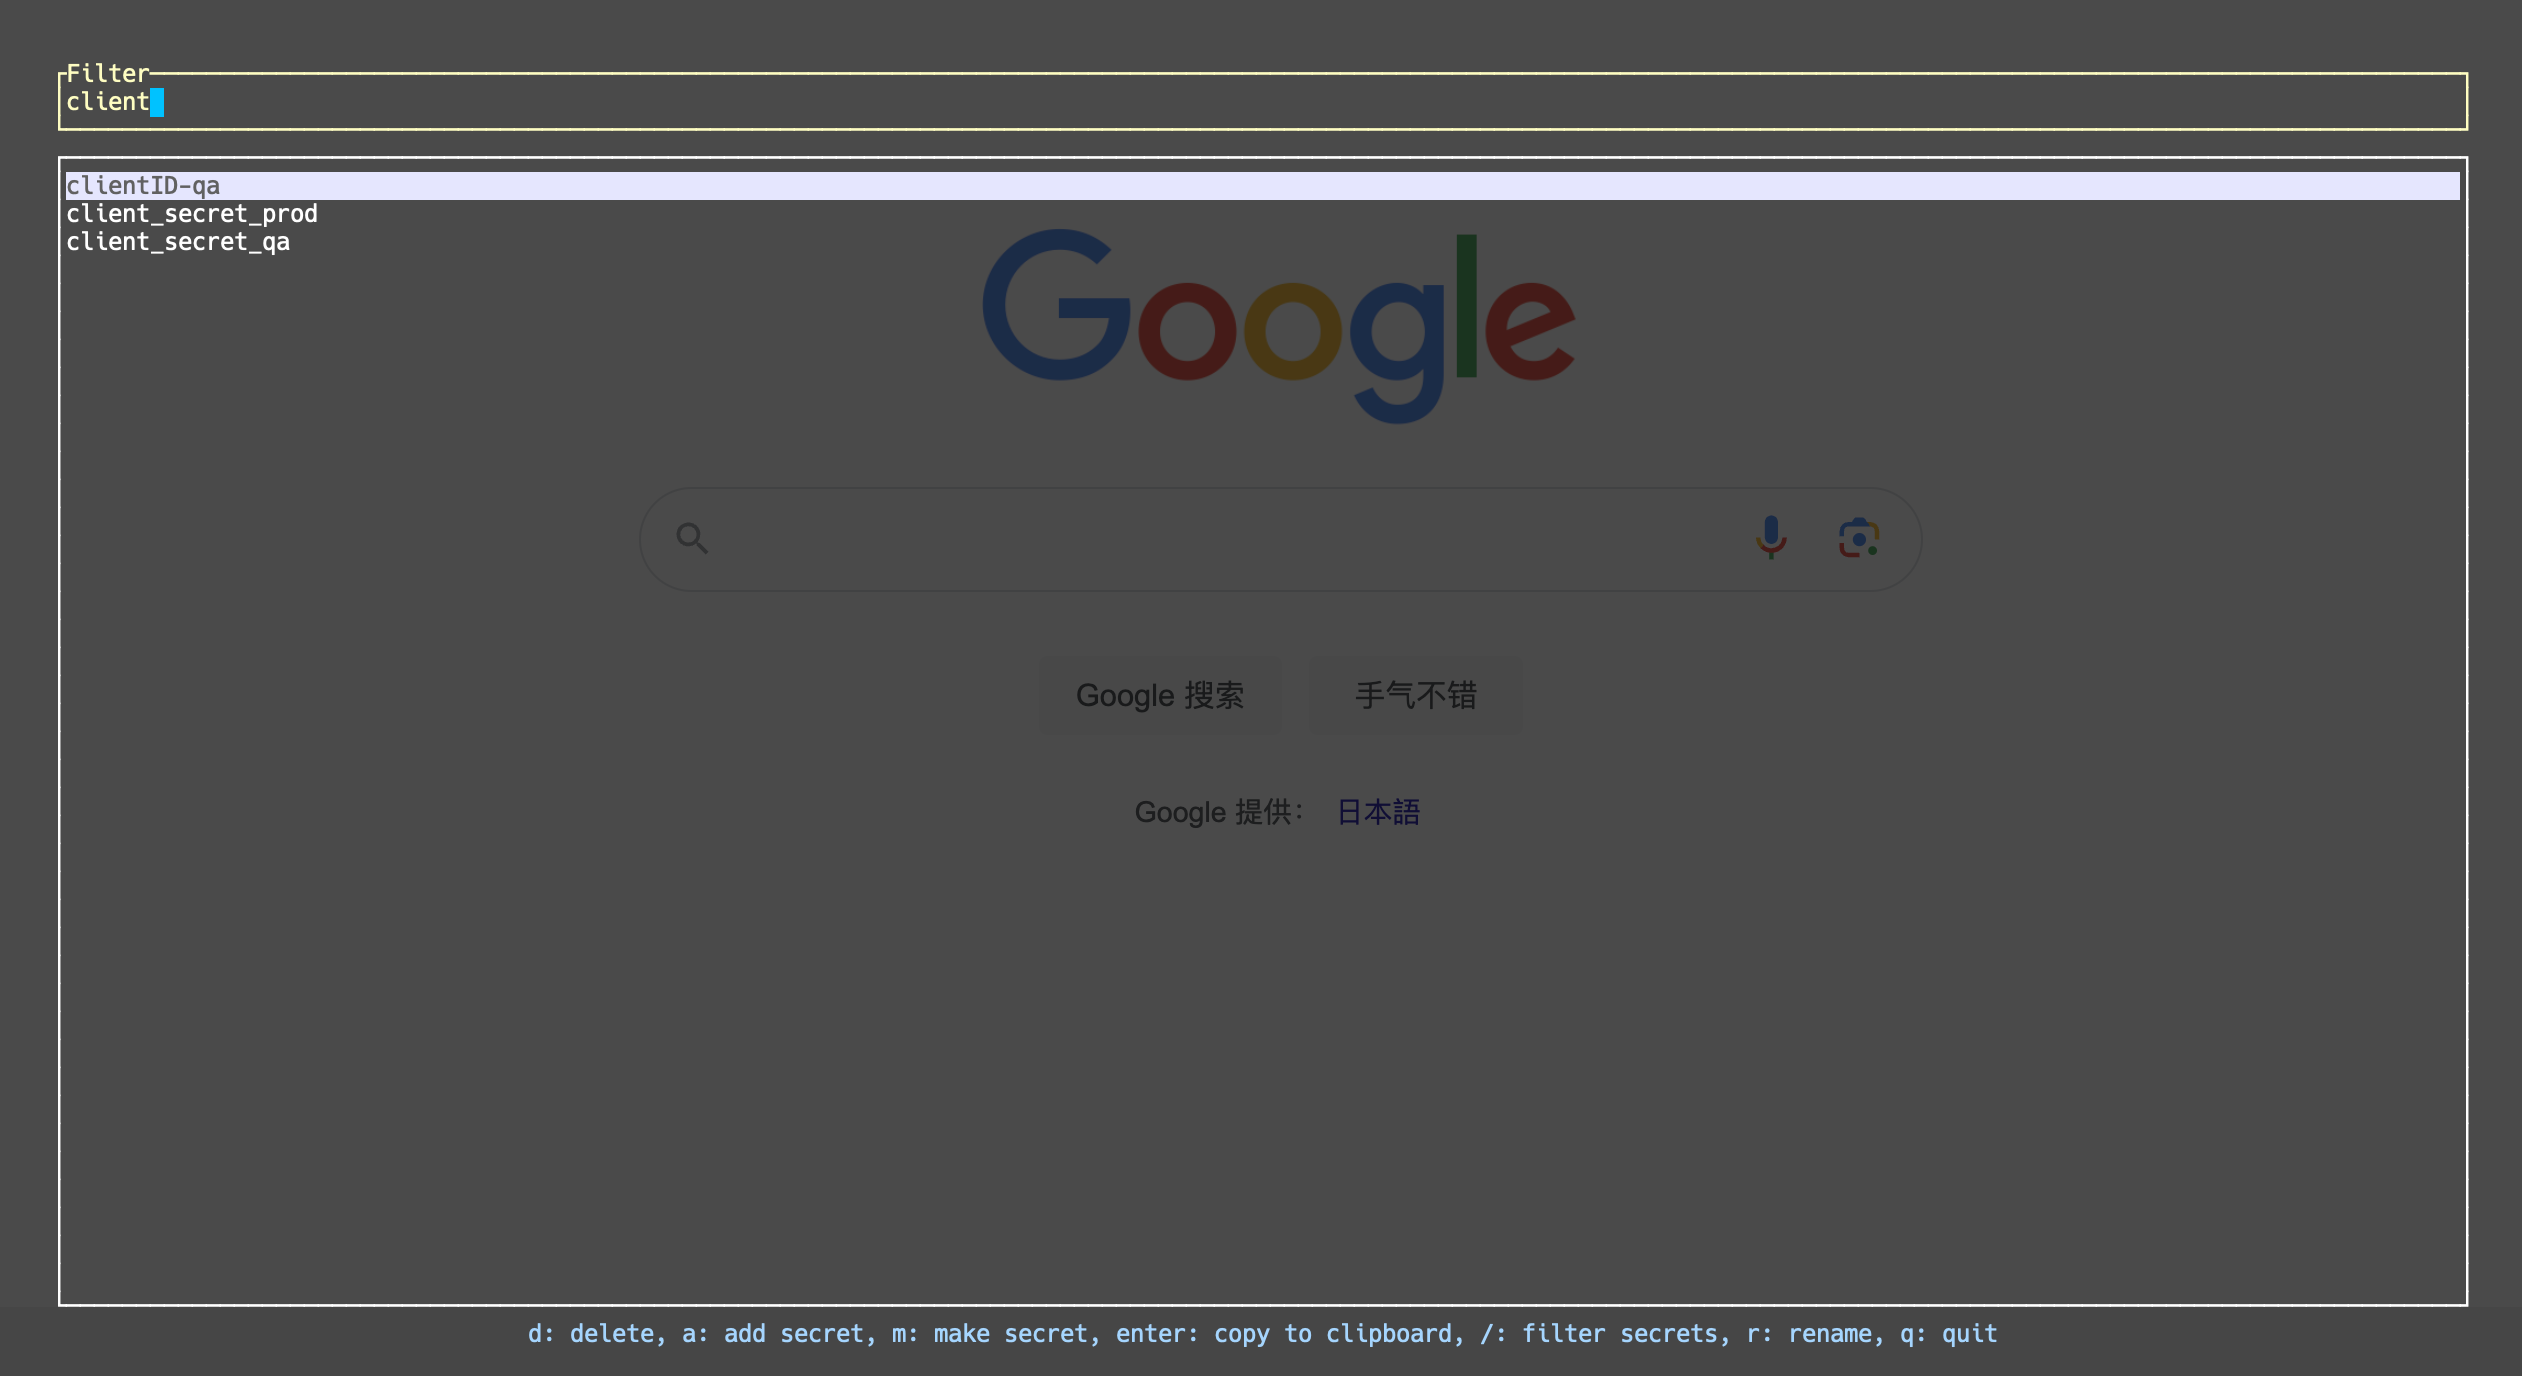 Filter
client
clientID-qa
client_secret_prod
client_secret_qa
Google
Google 搜索
手气不错
Google 提供： 日本語
d: delete, a: add secret, m: make secret, enter: copy to clipboard, /: filter secrets, r: rename, q: quit